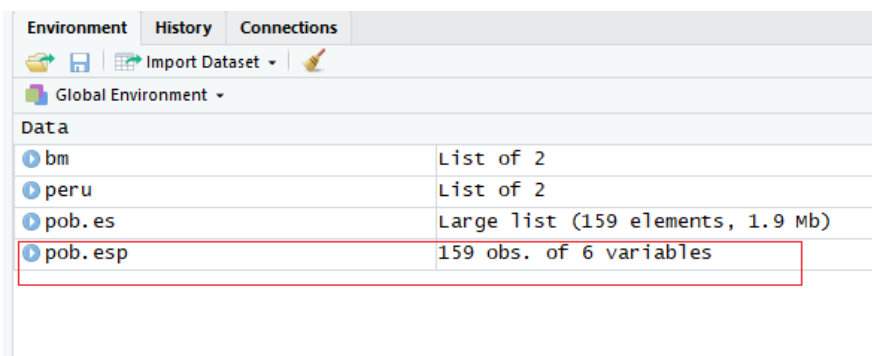 Environment History Connections
Import Dataset
Global Environment
Data
bm List of 2
peru List of 2
pob.es Large list (159 elements, 1.9 Mb)
pob.esp 159 obs. of 6 variables